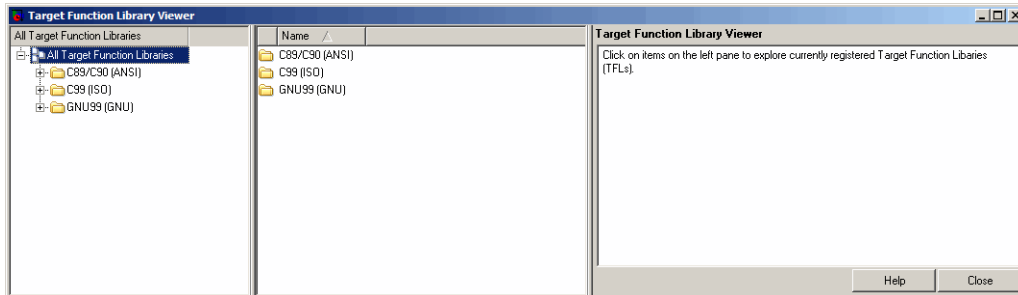 Target Function Library Viewer
All Target Function Libraries
All Target Function Libraries
C89/C90 (ANSI)
C99 (ISO)
GNU99 (GNU)
Name
C89/C90 (ANSI)
C99 (ISO)
GNU99 (GNU)
Target Function Library Viewer
Click on items on the left pane to explore currently registered Target Function Libaries
(TFLs).
Help
Close